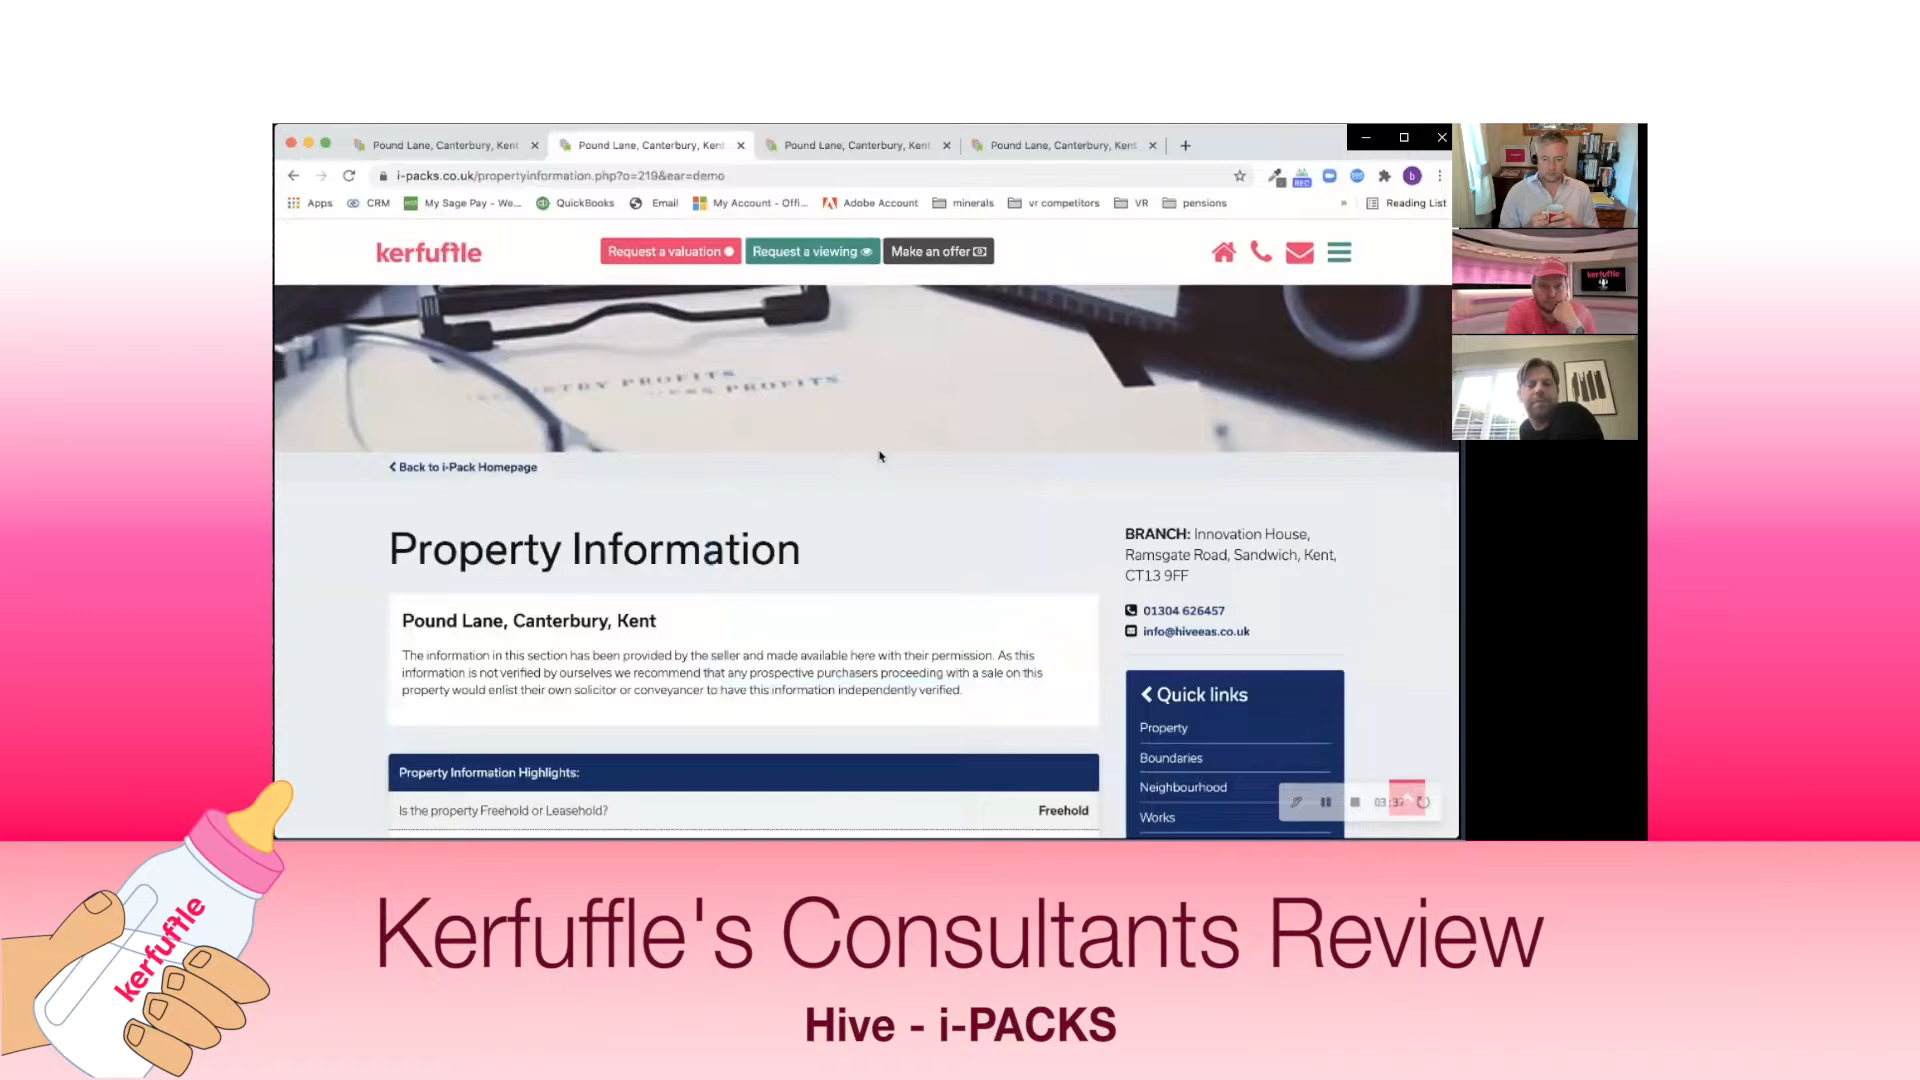 Pound Lane, Canterbury, Kent
Pound Lane, Canterbury, Kent
Pound Lane, Canterbury, Kent
Pound Lane, Canterbury, Kent
i-packs.co.uk/propertyinformation.php?o=219&ear=demo
REC
b
Apps
CRM
My Sage Pay - We...
QuickBooks
Email
My Account - Offi...
Adobe Account
minerals
vr competitors
VR
pensions
»
Reading List
kerfuffle
Request a valuation
Request a viewing
Make an offer
INDUSTRY PROFITS
PROFITS
Back to i-Pack Homepage
Property Information
Pound Lane, Canterbury, Kent
The information in this section has been provided by the seller and made available here with their permission. As this
information is not verified by ourselves we recommend that any prospective purchasers proceeding with a sale on this
property would enlist their own solicitor or conveyancer to have this information independently verified.
Property Information Highlights:
Is the property Freehold or Leasehold?
Freehold
BRANCH: Innovation House,
Ramsgate Road, Sandwich, Kent,
CT13 9FF
01304 626457
info@hiveeas.co.uk
Quick links
Property
Boundaries
Neighbourhood
Works
kerfuffle
kerfuffle
Kerfuffle's Consultants Review
Hive - i-PACKS